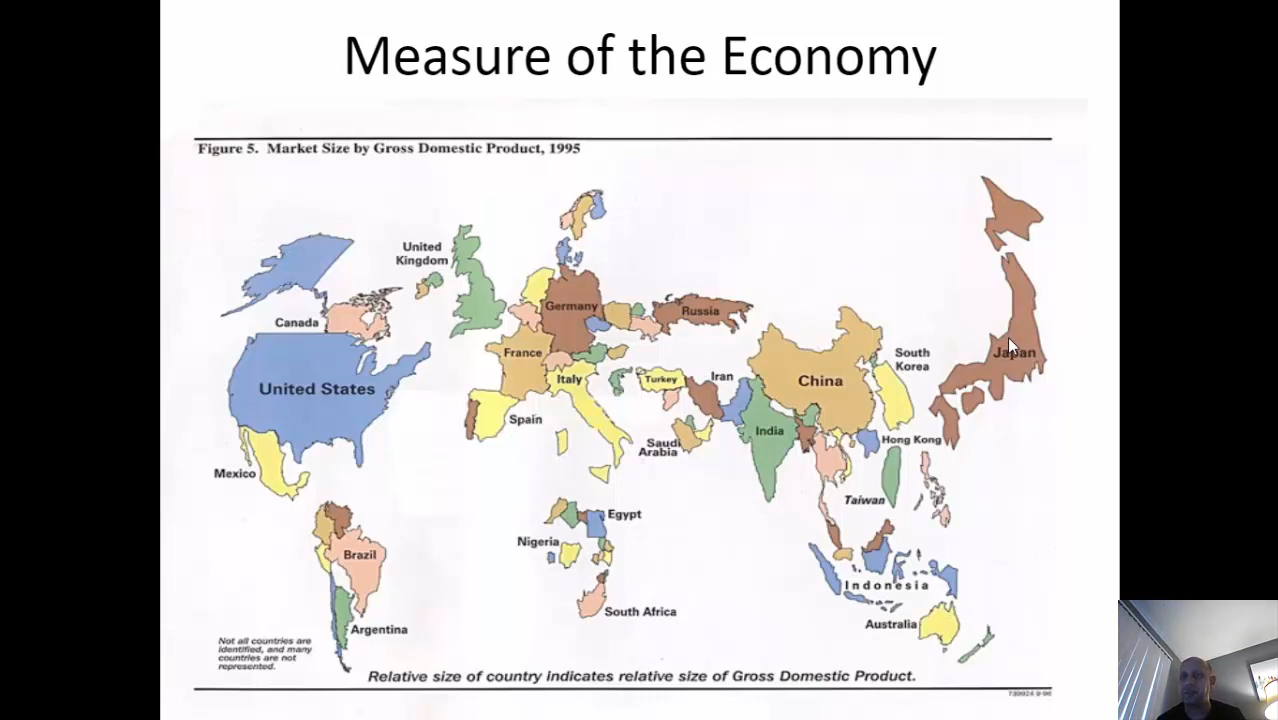 Measure of the Economy
Figure 5. Market Size by Gross Domestic Product, 1995
United
Kingdom
Canada
Germany
Russia
United States
France
Italy
Turkey
Iran
China
South
Korea
Japan
Spain
Mexico
Saudi
Arabia
India
Hong Kong
Taiwan
Egypt
Nigeria
Brazil
Indonesia
South Africa
Argentina
Australia
Not all countries are
identified, and many
countries are not
represented.
Relative size of country indicates relative size of Gross Domestic Product.